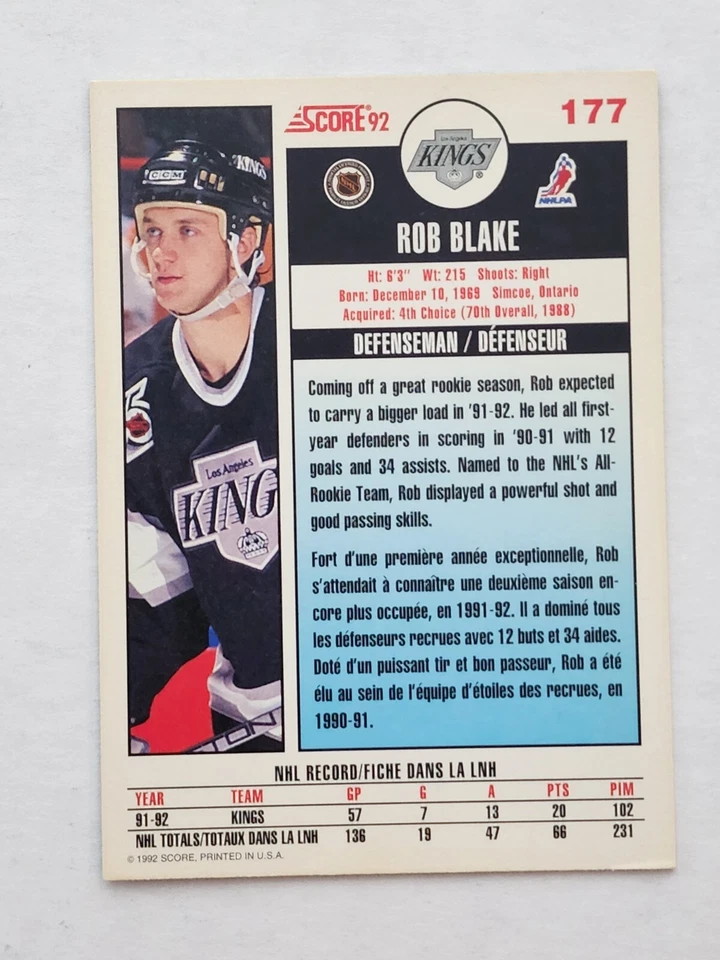 SCORE® 92
177
Los Angeles
KINGS
®
NHLPA
ROB BLAKE
Ht: 6'3" Wt: 215 Shoots: Right
Born: December 10, 1969 Simcoe, Ontario
Acquired: 4th Choice (70th Overall, 1988)
DEFENSEMAN / DÉFENSEUR
Coming off a great rookie season, Rob expected
to carry a bigger load in '91-92. He led all first-
year defenders in scoring in '90-91 with 12
goals and 34 assists. Named to the NHL's All-
Rookie Team, Rob displayed a powerful shot and
good passing skills.
Fort d'une première année exceptionnelle, Rob
s'attendait à connaître une deuxième saison en-
core plus occupée, en 1991-92. Il a dominé tous
les défenseurs recrues avec 12 buts et 34 aides.
Doté d'un puissant tir et bon passeur, Rob a été
élu au sein de l'équipe d'étoiles des recrues, en
1990-91.
CCM
KINGS
Los Angeles
KING
NHL RECORD/FICHE DANS LA LNH
YEAR TEAM GP G A PTS PIM
91-92 KINGS 57 7 13 20 102
NHL TOTALS/TOTAUX DANS LA LNH 136 19 47 66 231
© 1992 SCORE, PRINTED IN U.S.A.